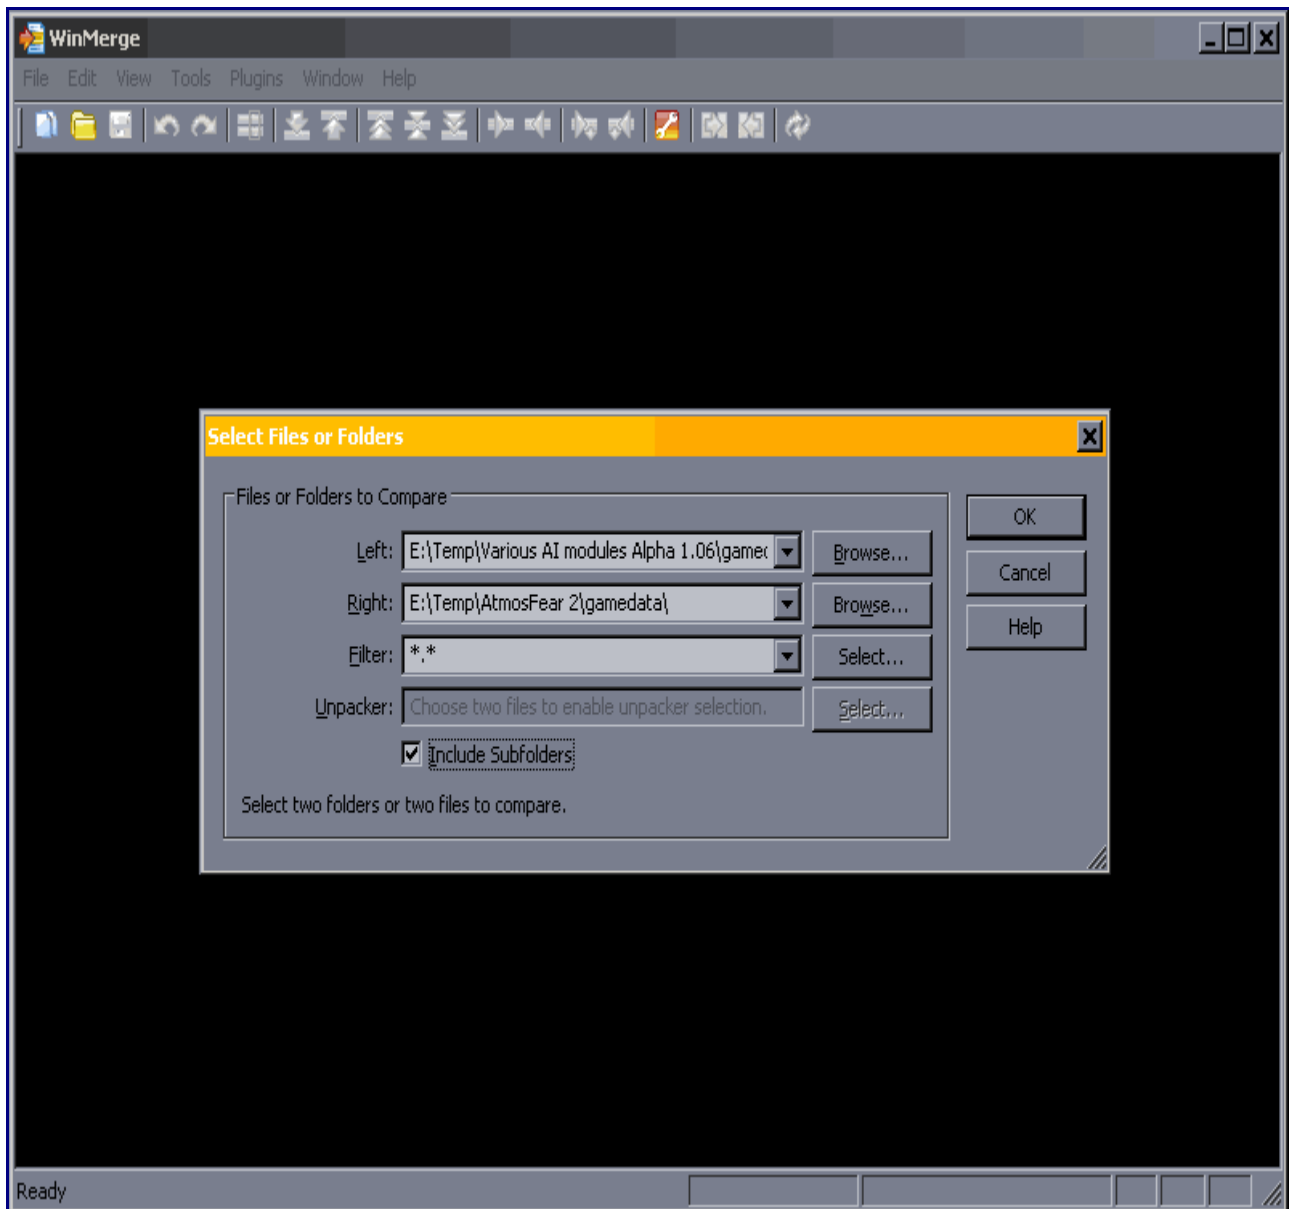 WinMerge
File Edit View Tools Plugins Window Help
Select Files or Folders
Files or Folders to Compare
Left: E:\Temp\Various AI modules Alpha 1.06\gamec Browse...
Right: E:\Temp\AtmosFear 2\gamedata\ Browse...
Filter: *.* Select...
Unpacker: Choose two files to enable unpacker selection. Select...
Include Subfolders
Select two folders or two files to compare.
OK
Cancel
Help
Ready